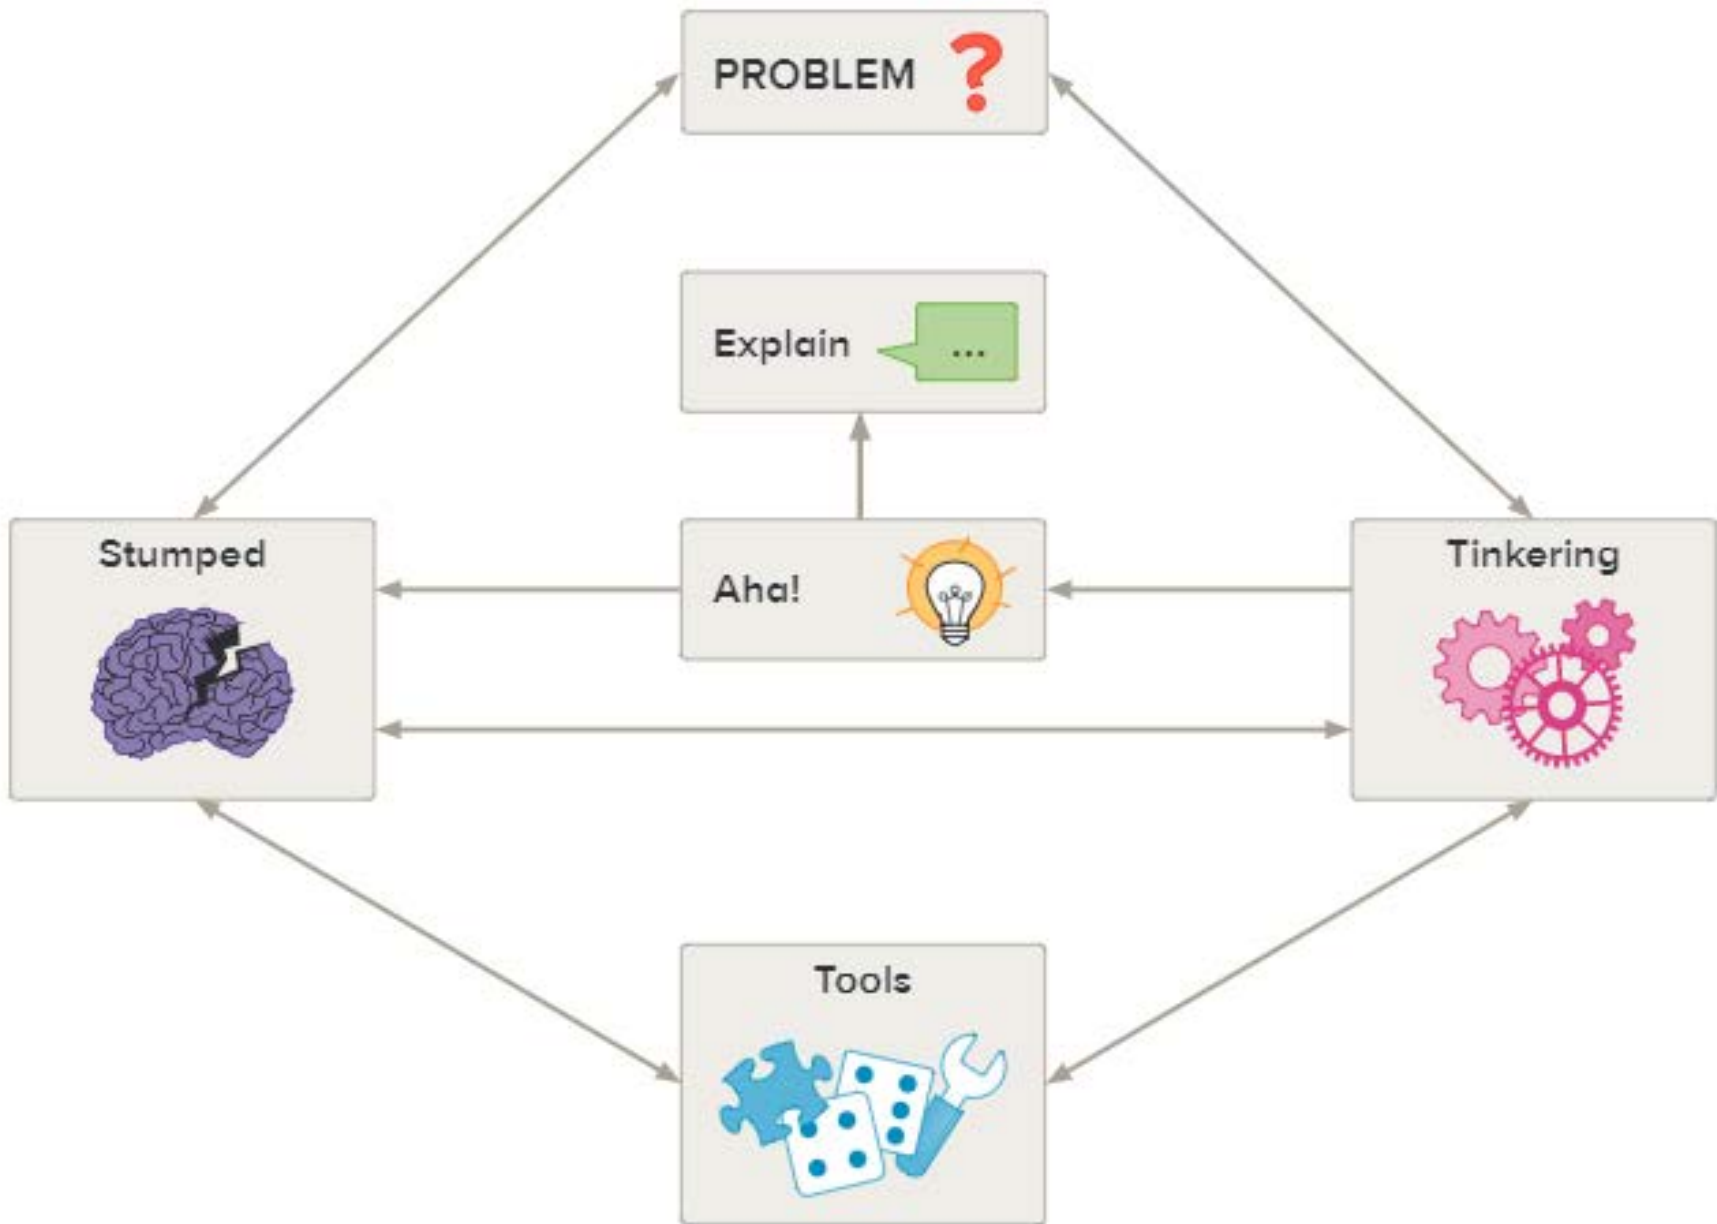 PROBLEM ?
Explain
...
Stumped
Aha!
Tinkering
Tools